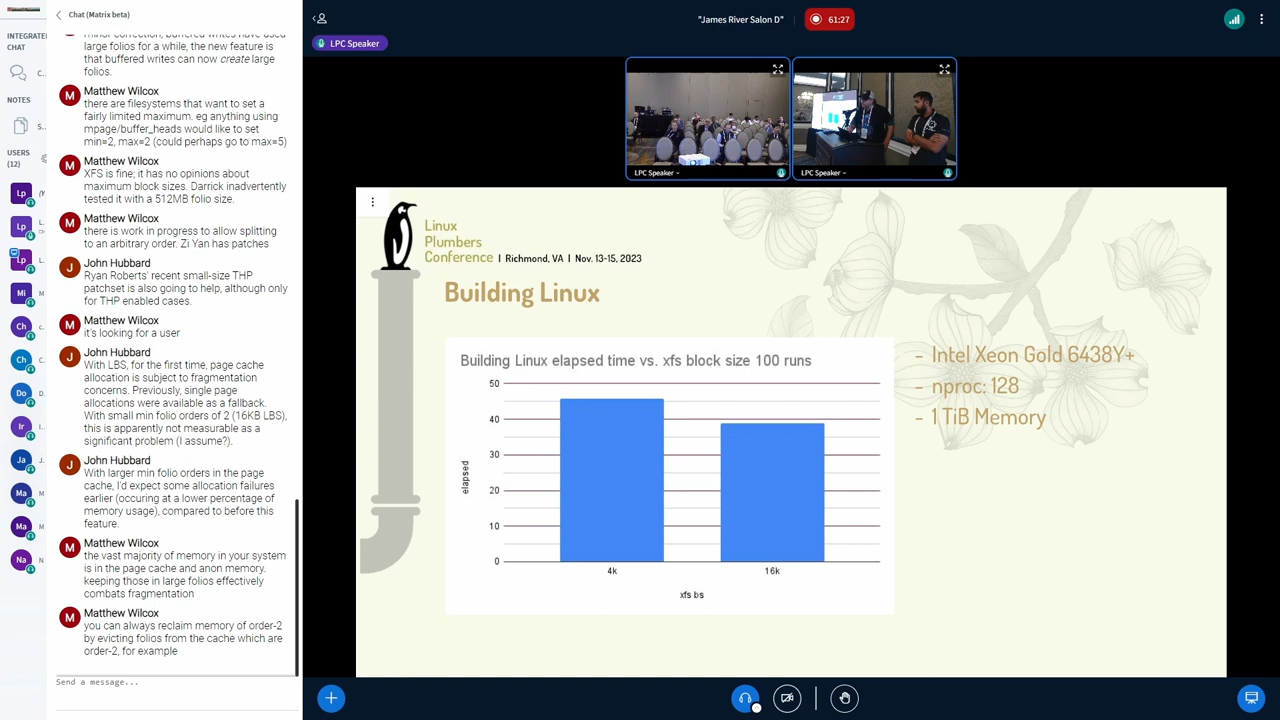 Chat (Matrix beta)
INTEGRATE
CHAT
C.
NOTES
S..
USERS
(12)
Lp
Lp
Lp
Mi
Ch
Ch
Do
Ir
Ja
Ma
Ma
Na
large folios for a while, the new feature is
that buffered writes can now create large
folios.
M
Matthew Wilcox
there are filesystems that want to set a
fairly limited maximum. eg anything using
mpage/buffer_heads would like to set
min=2, max=2 (could perhaps go to max=5)
M
Matthew Wilcox
XFS is fine; it has no opinions about
maximum block sizes. Darrick inadvertently
tested it with a 512MB folio size.
M
Matthew Wilcox
there is work in progress to allow splitting
to an arbitrary order. Zi Yan has patches
J
John Hubbard
Ryan Roberts' recent small-size THP
patchset is also going to help, although only
for THP enabled cases.
M
Matthew Wilcox
it's looking for a user
J
John Hubbard
With LBS, for the first time, page cache
allocation is subject to fragmentation
concerns. Previously, single page
allocations were available as a fallback.
With small min folio orders of 2 (16KB LBS),
this is apparently not measurable as a
significant problem (I assume?).
J
John Hubbard
With larger min folio orders in the page
cache, I'd expect some allocation failures
earlier (occuring at a lower percentage of
memory usage), compared to before this
feature.
M
Matthew Wilcox
the vast majority of memory in your system
is in the page cache and anon memory.
keeping those in large folios effectively
combats fragmentation
M
Matthew Wilcox
you can always reclaim memory of order-2
by evicting folios from the cache which are
order-2, for example
Send a message...
"James River Salon D"
61:27
LPC Speaker
LPC Speaker
LPC Speaker
Linux
Plumbers
Conference | Richmond, VA | Nov. 13-15, 2023
Building Linux
Building Linux elapsed time vs. xfs block size 100 runs
50
40
30
20
10
0
elapsed
4k
16k
xfs bs
- Intel Xeon Gold 6438Y+
- nproc: 128
- 1 TiB Memory